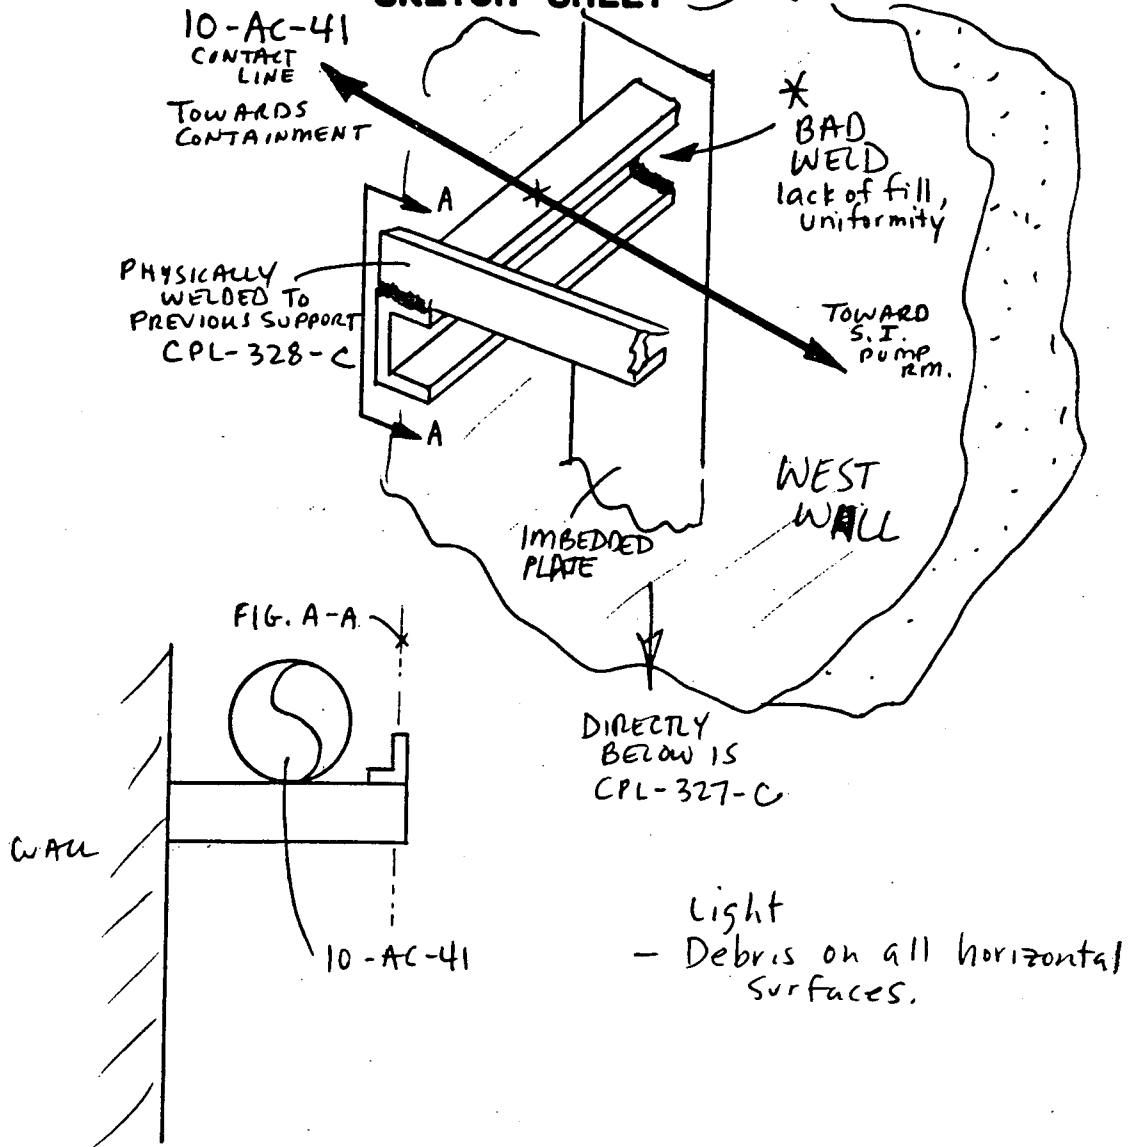 SKETCH SHEET
10-AC-41
CONTACT
LINE
TOWARDS
CONTAINMENT
*
BAD
WELD
lack of fill,
uniformity
A
PHYSICALLY
WELDED TO
PREVIOUS SUPPORT
CPL-328-C
TOWARD
S.I.
PUMP
RM.
A
WEST
WALL
IMBEDDED
PLATE
FIG. A-A
DIRECTLY
BELOW IS
CPL-327-C
WALL
10-AC-41
Light
- Debris on all horizontal
surfaces.